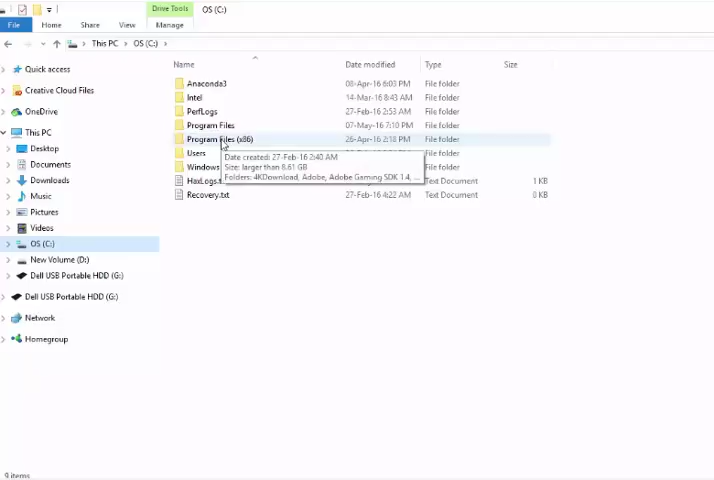 Drive Tools
OS (C:)
File
Home
Share
View
Manage
This PC
OS (C:)
Name
Date modified
Type
Size
Quick access
Creative Cloud Files
OneDrive
This PC
Desktop
Documents
Downloads
Music
Pictures
Videos
OS (C:)
New Volume (D:)
Dell USB Portable HDD (G:)
Dell USB Portable HDD (G:)
Network
Homegroup
Anaconda3 08-Apr-16 6:03 PM File folder
Intel 14-Mar-16 8:43 AM File folder
PerfLogs 27-Feb-16 2:53 AM File folder
Program Files 07-May-16 7:10 PM File folder
Program Files (x86) 26-Apr-16 2:18 PM File folder
Users File folder
Windows File folder
HaxLogs.t Text Document 1 KB
Recovery.txt 27-Feb-16 4:22 AM Text Document 0 KB
Date created: 27-Feb-16 2:40 AM
Size: larger than 8.61 GB
Folders: 4KDownload, Adobe, Adobe Gaming SDK 1.4, ...
9 items